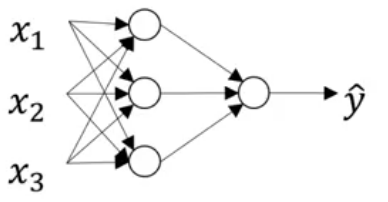 x₁
x₂
ŷ
x₃